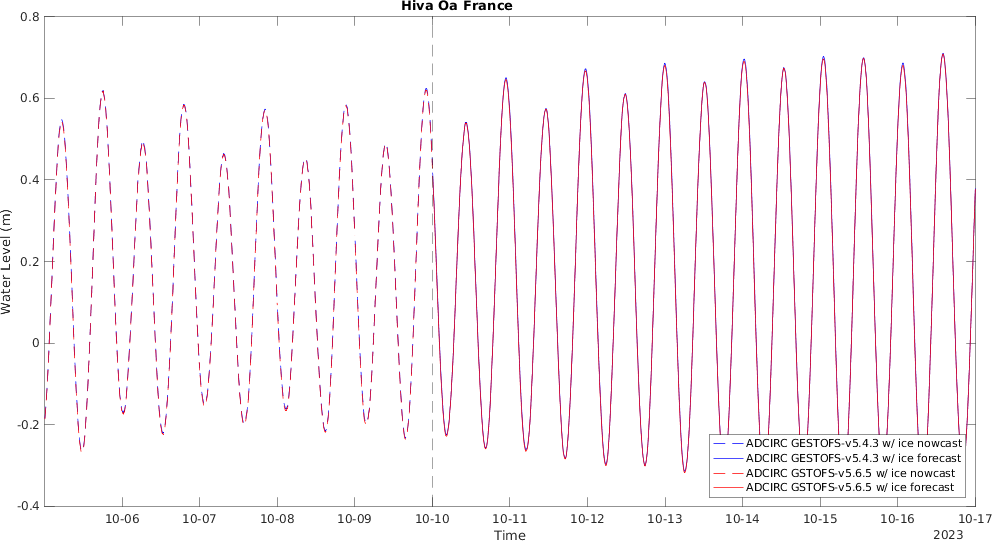 Hiva Oa France
0.8
0.6
0.4
0.2
0
-0.2
-0.4
Water Level (m)
ADCIRC GESTOFS-v5.4.3 w/ ice nowcast
ADCIRC GESTOFS-v5.4.3 w/ ice forecast
ADCIRC GSTOFS-v5.6.5 w/ ice nowcast
ADCIRC GSTOFS-v5.6.5 w/ ice forecast
10-06 10-07 10-08 10-09 10-10 10-11 10-12 10-13 10-14 10-15 10-16 10-17
Time
2023